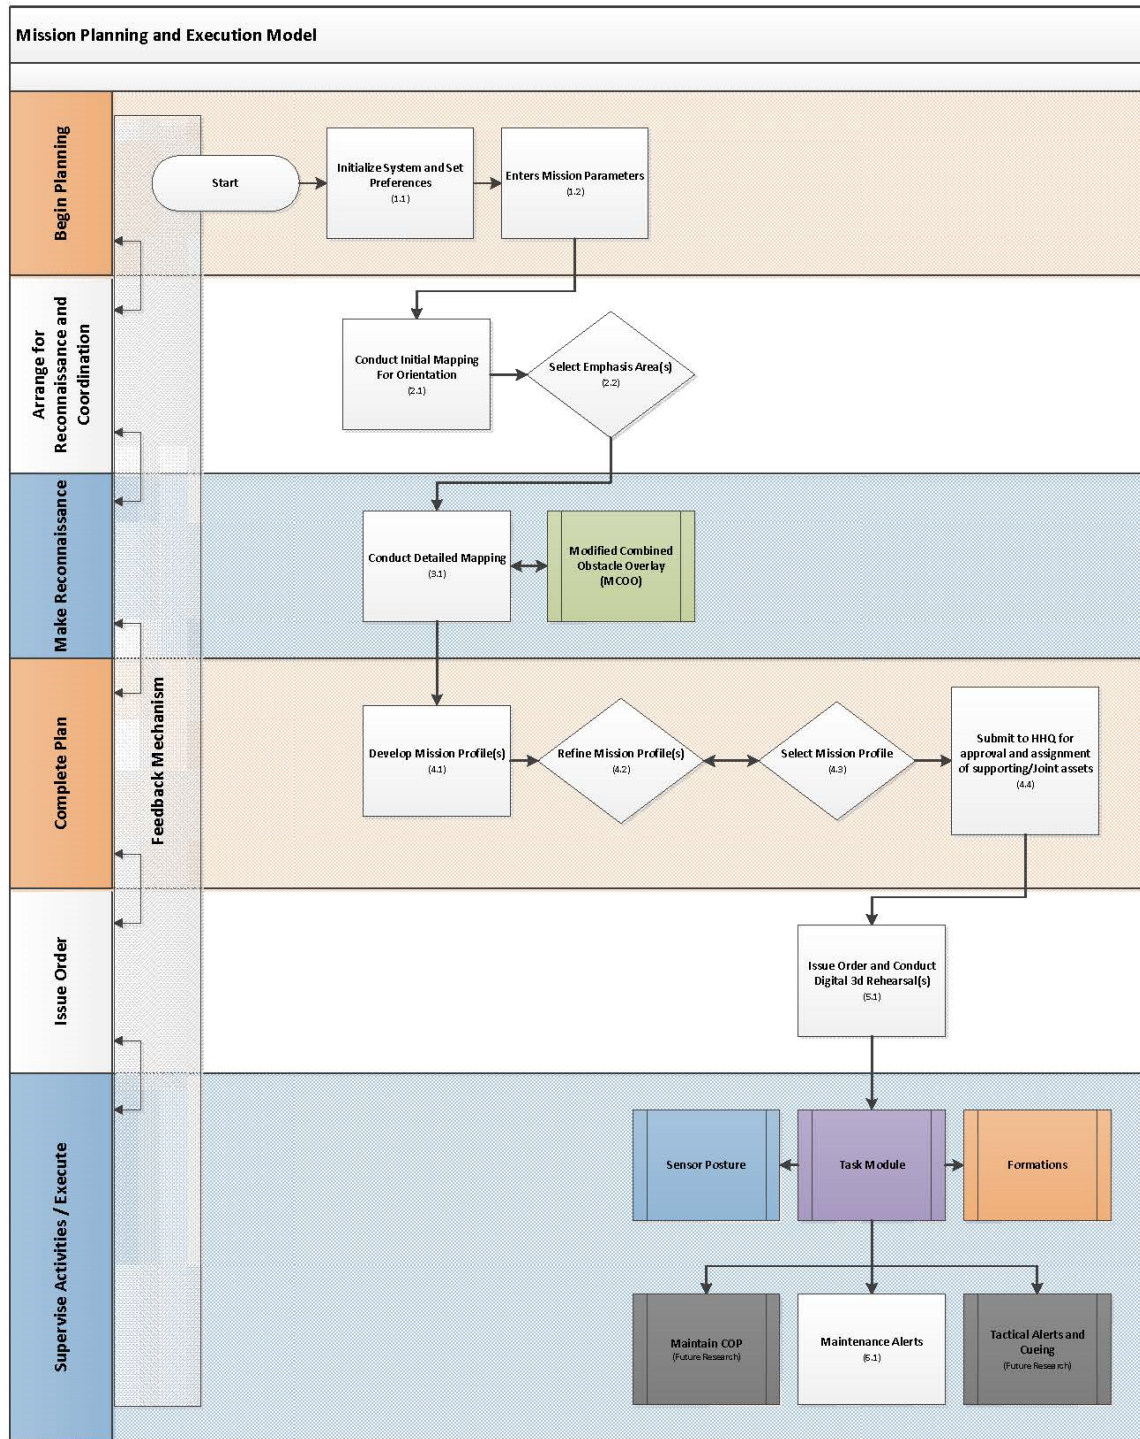 Mission Planning and Execution Model
Begin Planning
Start
Initialize System and Set
Preferences
(1.1)
Enters Mission Parameters
(1.2)
Arrange for
Reconnaissance and
Coordination
Conduct Initial Mapping
For Orientation
(2.1)
Select Emphasis Area(s)
(2.2)
Make Reconnaissance
Conduct Detailed Mapping
(3.1)
Modified Combined
Obstacle Overlay
(MCOO)
Complete Plan
Feedback Mechanism
Develop Mission Profile(s)
(4.1)
Refine Mission Profile(s)
(4.2)
Select Mission Profile
(4.3)
Submit to HHQ for
approval and assignment
of supporting/Joint assets
(4.4)
Issue Order
Issue Order and Conduct
Digital 3d Rehearsal(s)
(5.1)
Supervise Activities / Execute
Sensor Posture
Task Module
Formations
Maintain COP
(Future Research)
Maintenance Alerts
(6.1)
Tactical Alerts and
Cueing
(Future Research)